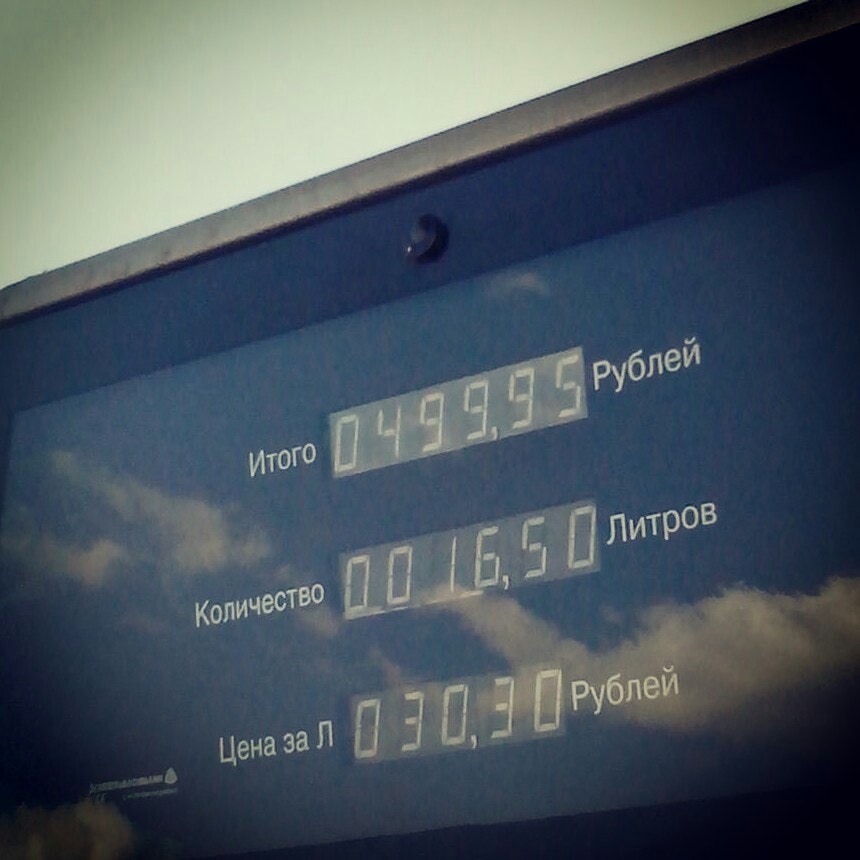 Итого 0499,95 Рублей
Количество 0016,50 Литров
Цена за Л 030,30 Рублей